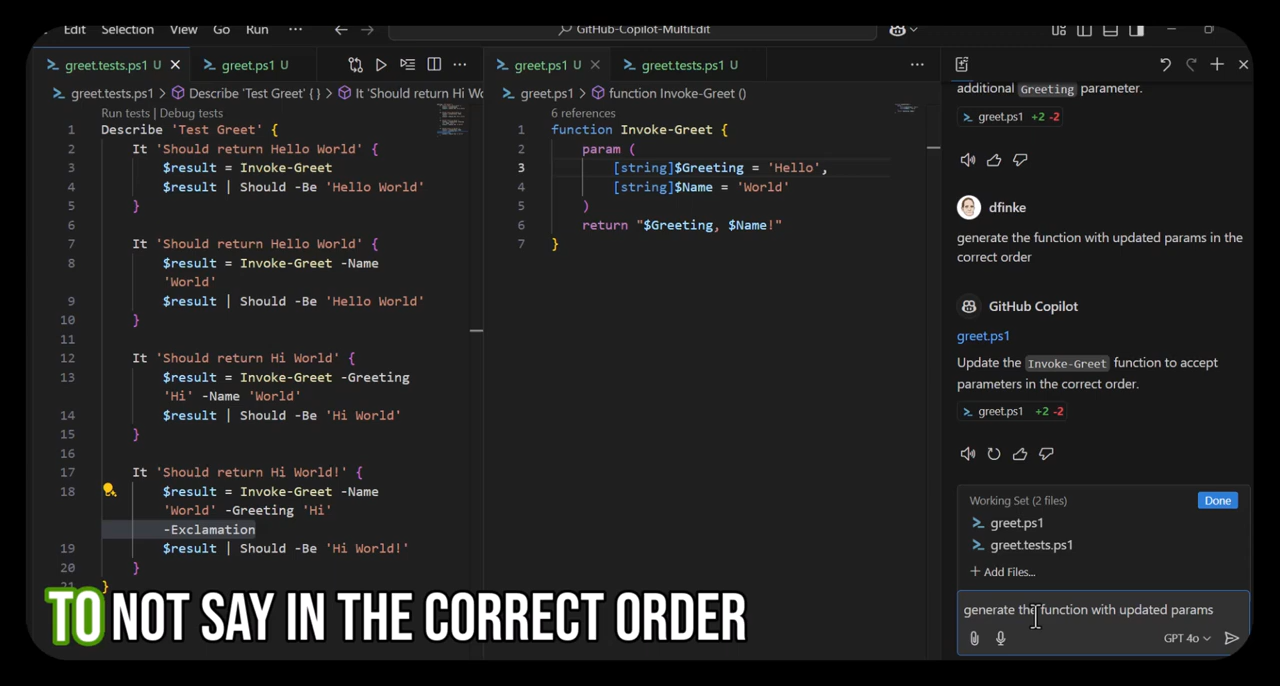 Edit Selection View Go Run ··· GitHub-Copilot-MultiEdit
greet.tests.ps1 U greet.ps1 U
greet.tests.ps1 > Describe 'Test Greet' { } > It 'Should return Hi Wo
Run tests | Debug tests
1 Describe 'Test Greet' {
2 It 'Should return Hello World' {
3 $result = Invoke-Greet
4 $result | Should -Be 'Hello World'
5 }
6
7 It 'Should return Hello World' {
8 $result = Invoke-Greet -Name
'World'
9 $result | Should -Be 'Hello World'
10 }
11
12 It 'Should return Hi World' {
13 $result = Invoke-Greet -Greeting
'Hi' -Name 'World'
14 $result | Should -Be 'Hi World'
15 }
16
17 It 'Should return Hi World!' {
18 $result = Invoke-Greet -Name
'World' -Greeting 'Hi'
-Exclamation
19 $result | Should -Be 'Hi World!'
20 }
21 }
greet.ps1 U greet.tests.ps1 U
greet.ps1 > function Invoke-Greet ()
6 references
1 function Invoke-Greet {
2 param (
3 [string]$Greeting = 'Hello',
4 [string]$Name = 'World'
5 )
6 return "$Greeting, $Name!"
7 }
additional Greeting parameter.
greet.ps1 +2 -2
dfinke
generate the function with updated params in the
correct order
GitHub Copilot
greet.ps1
Update the Invoke-Greet function to accept
parameters in the correct order.
greet.ps1 +2 -2
Working Set (2 files) Done
greet.ps1
greet.tests.ps1
+ Add Files...
generate the function with updated params
GPT 4o
TO NOT SAY IN THE CORRECT ORDER